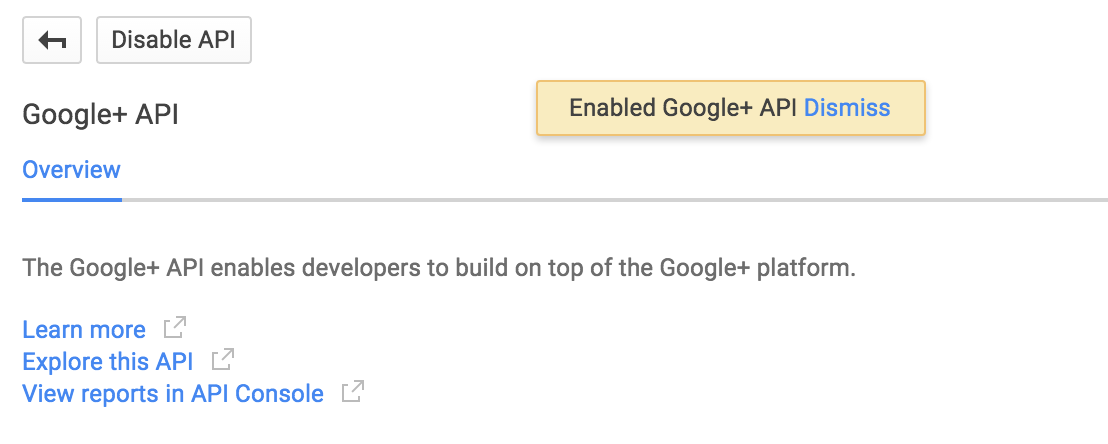 Disable API
Google+ API
Enabled Google+ API Dismiss
Overview
The Google+ API enables developers to build on top of the Google+ platform.
Learn more
Explore this API
View reports in API Console